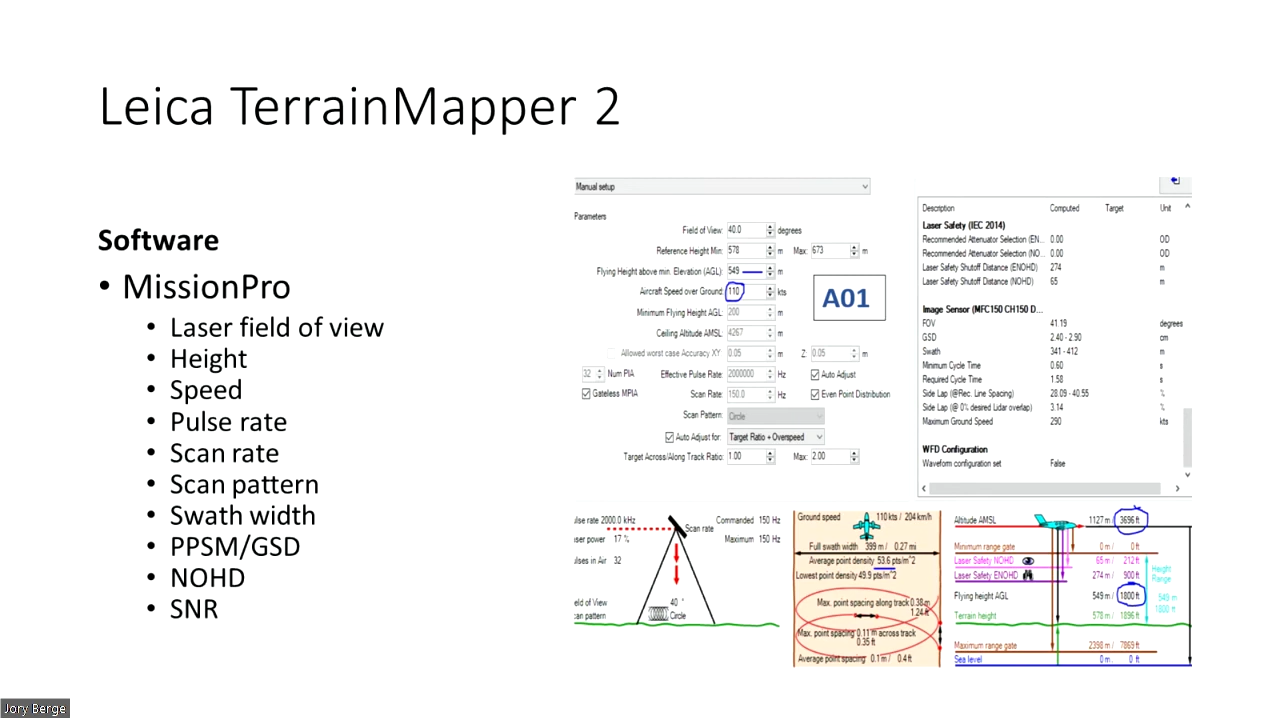 Leica TerrainMapper 2
Software
• MissionPro
• Laser field of view
• Height
• Speed
• Pulse rate
• Scan rate
• Scan pattern
• Swath width
• PPSM/GSD
• NOHD
• SNR
Manual setup
Parameters
Field of View: 40.0 degrees
Reference Height Min: 578 m Max: 673 m
Flying Height above min. Elevation (AGL): 549 m
Aircraft Speed over Ground: 110 kts
Minimum Flying Height AGL: 200 m
Ceiling Altitude AMSL: 4267 m
Allowed worst case Accuracy XY 0.05 m Z: 0.05 m
32 Num PIA Effective Pulse Rate: 2000000 Hz Auto Adjust
Gateless MPIA Scan Rate: 150.0 Hz Even Point Distribution
Scan Pattern: Circle
Auto Adjust for: Target Ratio + Overspeed
Target Across/Along Track Ratio: 1.00 Max: 2.00
A01
Description Computed Target Unit
Laser Safety (IEC 2014)
Recommended Attenuator Selection (EN... 0.00 OD
Recommended Attenuator Selection (NO... 0.00 OD
Laser Safety Shutoff Distance (ENOHD) 274 m
Laser Safety Shutoff Distance (NOHD) 65 m
Image Sensor (MFC150 CH150 D...
FOV 41.19 degrees
GSD 2.40 - 2.90 cm
Swath 341 - 412 m
Minimum Cycle Time 0.60 s
Required Cycle Time 1.58 s
Side Lap (@Rec. Line Spacing) 28.09 - 40.55 %
Side Lap (@ 0% desired Lidar overlap) 3.14 %
Maximum Ground Speed 290 kts
WFD Configuration
Waveform configuration set False
lse rate 2000.0 kHz Scan rate Commanded 150 Hz
ser power 17 % Maximum 150 Hz
ulses in Air 32
eld of View 40 °
can pattern Circle
Ground speed 110 kts / 204 km/h
Full swath width 399 m / 0.27 mi
Average point density 53.6 pts/m^2
Lowest point density 49.9 pts/m^2
Max. point spacing along track 0.38 m
1.24 ft
Max. point spacing 0.11 m across track
0.35 ft
Average point spacing 0.1 m / 0.4 ft
Altitude AMSL 1127 m / 3696 ft
Minimum range gate 0 m / 0 ft
Laser Safety NOHD 65 m / 212 ft
Laser Safety ENOHD 274 m / 900 ft
Height
Range
549 m
1800 ft
Flying height AGL 549 m / 1800 ft
Terrain height 578 m / 1896 ft
Maximum range gate 2398 m / 7869 ft
Sea level 0 m 0 ft
Jory Berge